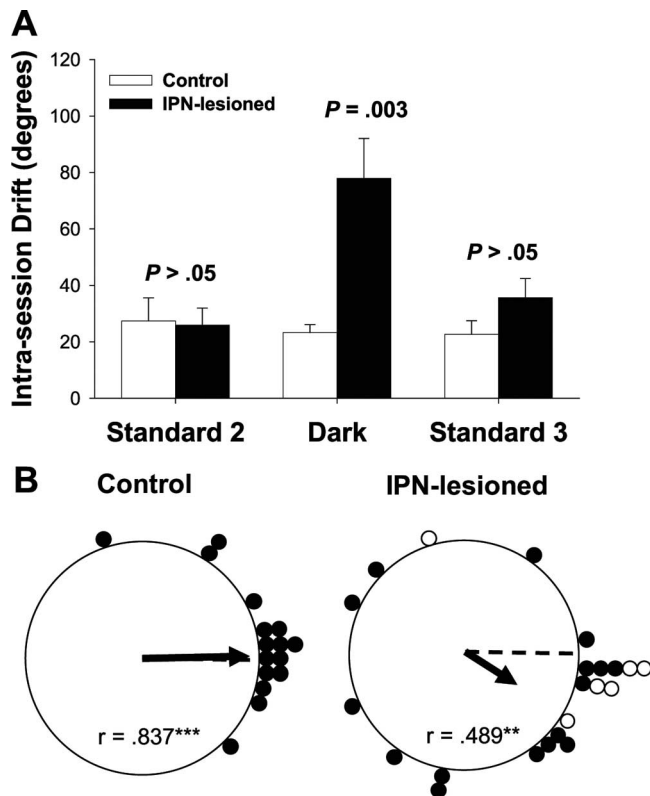 A
Intra-session Drift (degrees)
120
100
80
60
40
20
0
Control
IPN-lesioned
P > .05
P = .003
P > .05
Standard 2 Dark Standard 3
B
Control IPN-lesioned
r = .837*** r = .489**